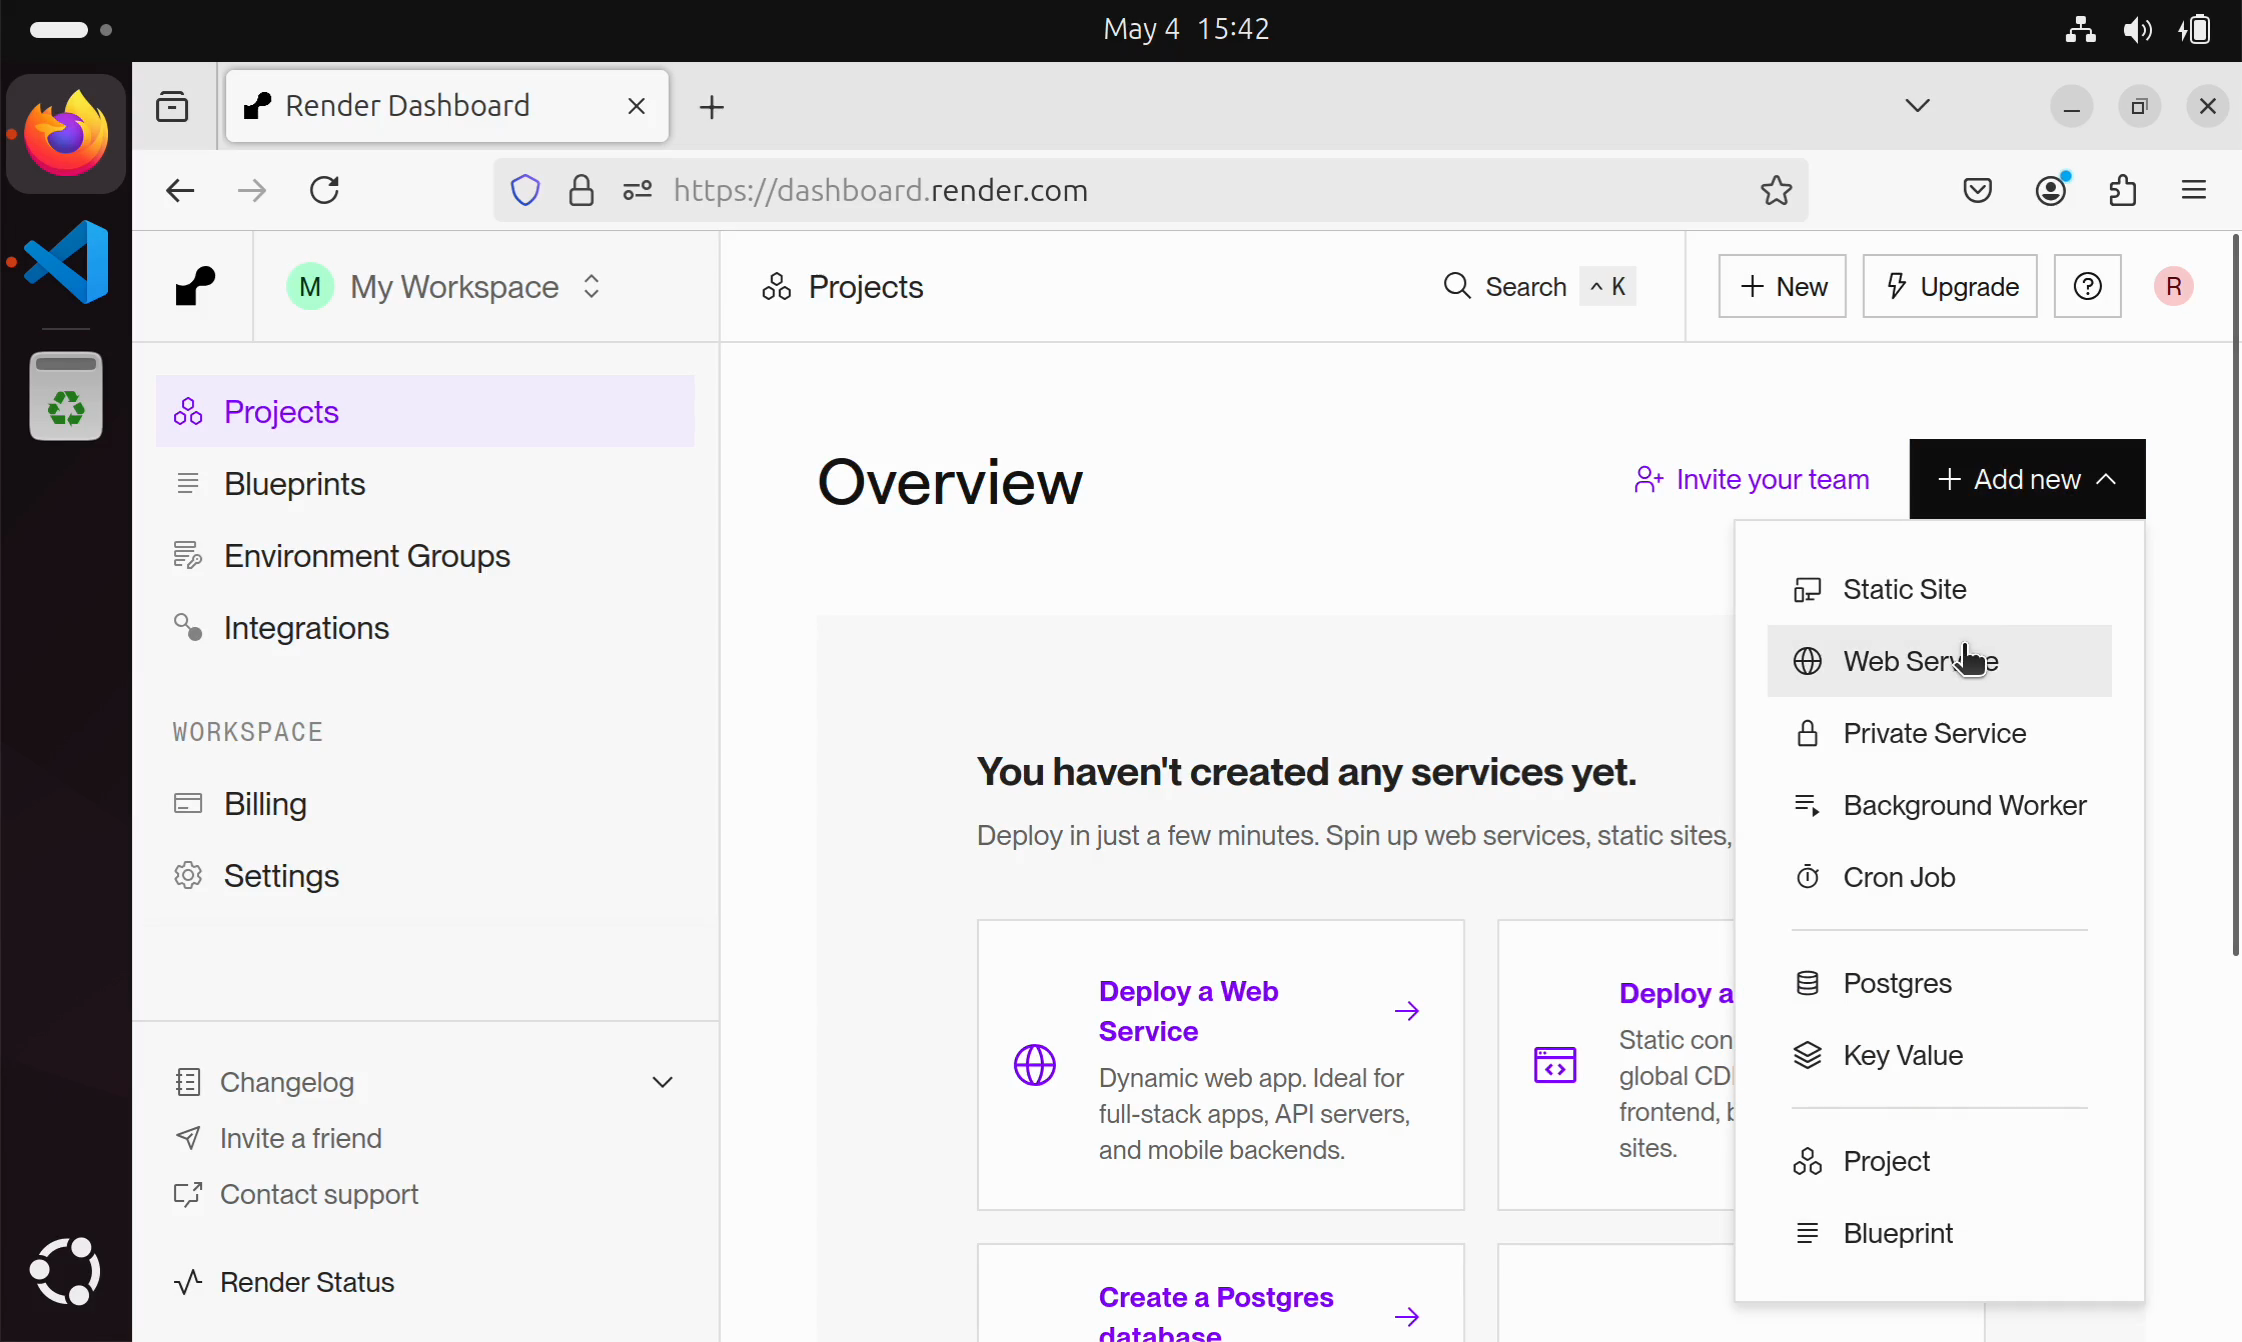 May 4 15:42
Render Dashboard
https://dashboard.render.com
M My Workspace
Projects
Search ^ K
+ New
Upgrade
R
Projects
Blueprints
Environment Groups
Integrations
WORKSPACE
Billing
Settings
Changelog
Invite a friend
Contact support
Render Status
Overview
Invite your team
+ Add new
You haven't created any services yet.
Deploy in just a few minutes. Spin up web services, static sites,
Deploy a Web
Service
Dynamic web app. Ideal for
full-stack apps, API servers,
and mobile backends.
Deploy a
Static con
global CD
frontend, b
sites.
Create a Postgres
database
Static Site
Web Service
Private Service
Background Worker
Cron Job
Postgres
Key Value
Project
Blueprint